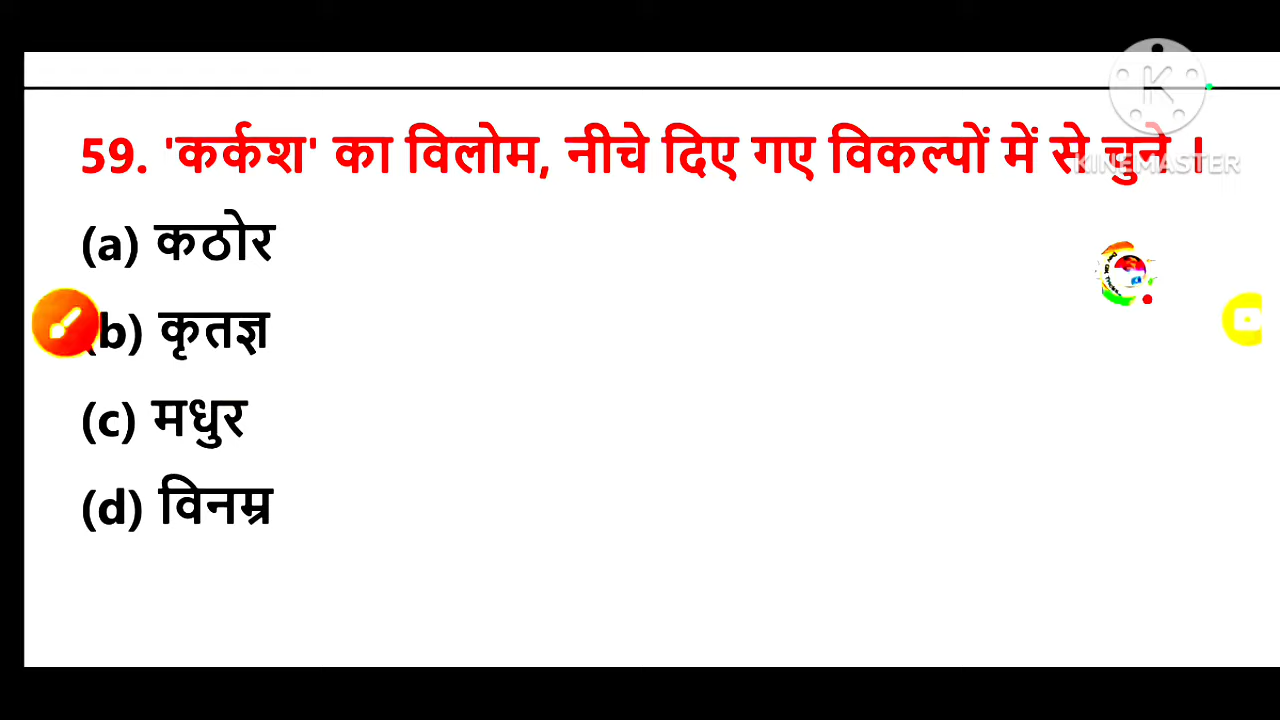 KINEMASTER
59. 'कर्कश' का विलोम, नीचे दिए गए विकल्पों में से चुने ।
(a) कठोर
(b) कृतज्ञ
(c) मधुर
(d) विनम्र